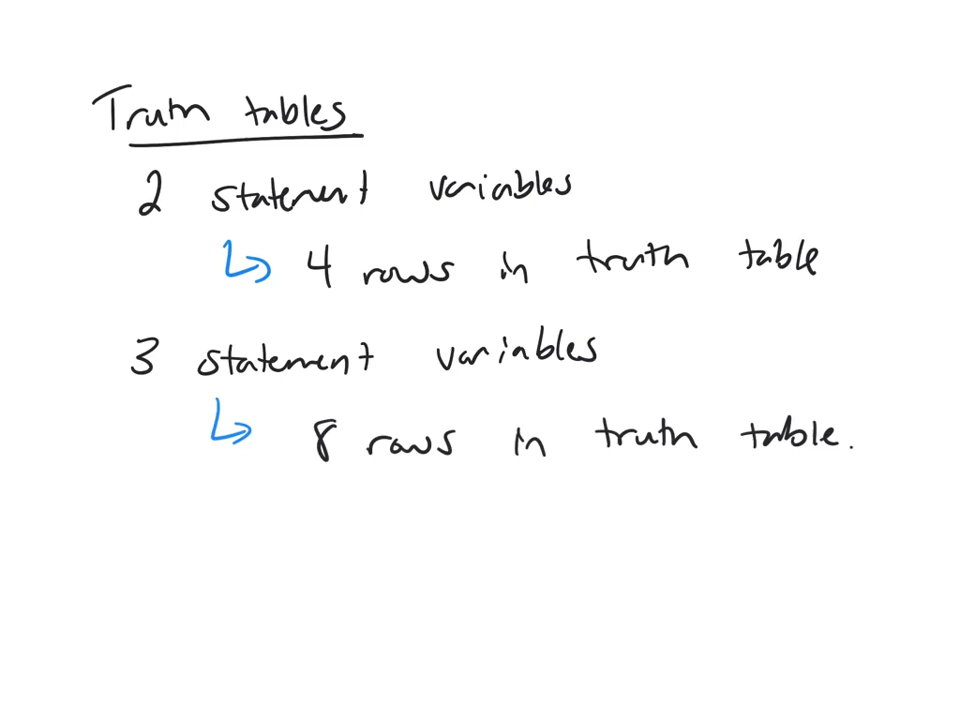 Truth tables
2 statement variables
↳ 4 rows in truth table
3 statement variables
↳ 8 rows in truth table.